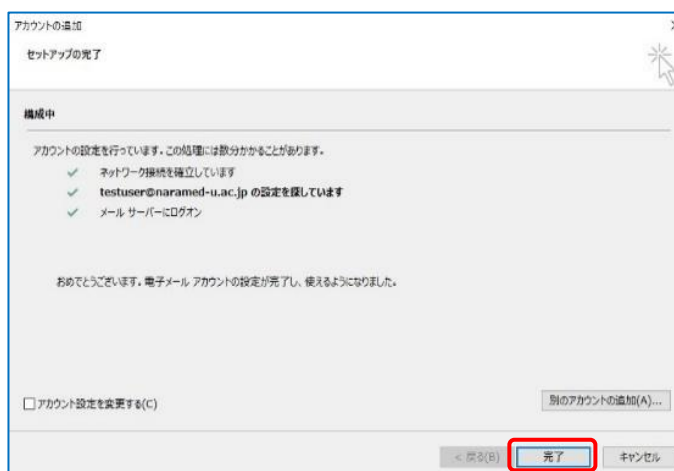 アカウントの追加
セットアップの完了
構成中
アカウントの設定を行っています。この処理には数分かかることがあります。
ネットワーク接続を確立しています
testuser@naramed-u.ac.jp の設定を探しています
メール サーバーにログオン
おめでとうございます。電子メール アカウントの設定が完了し、使えるようになりました。
アカウント設定を変更する(C)
別のアカウントの追加(A)...
< 戻る(B)
完了
キャンセル